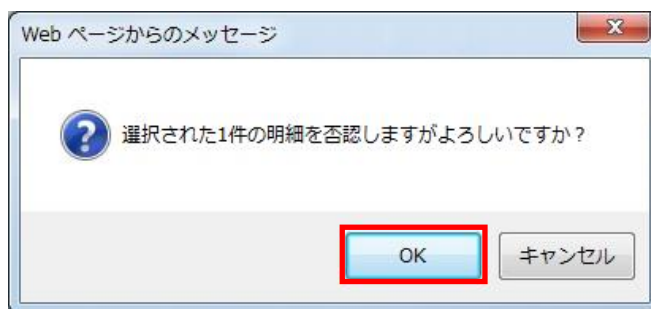 Web ページからのメッセージ
選択された1件の明細を否認しますがよろしいですか？
OK
キャンセル